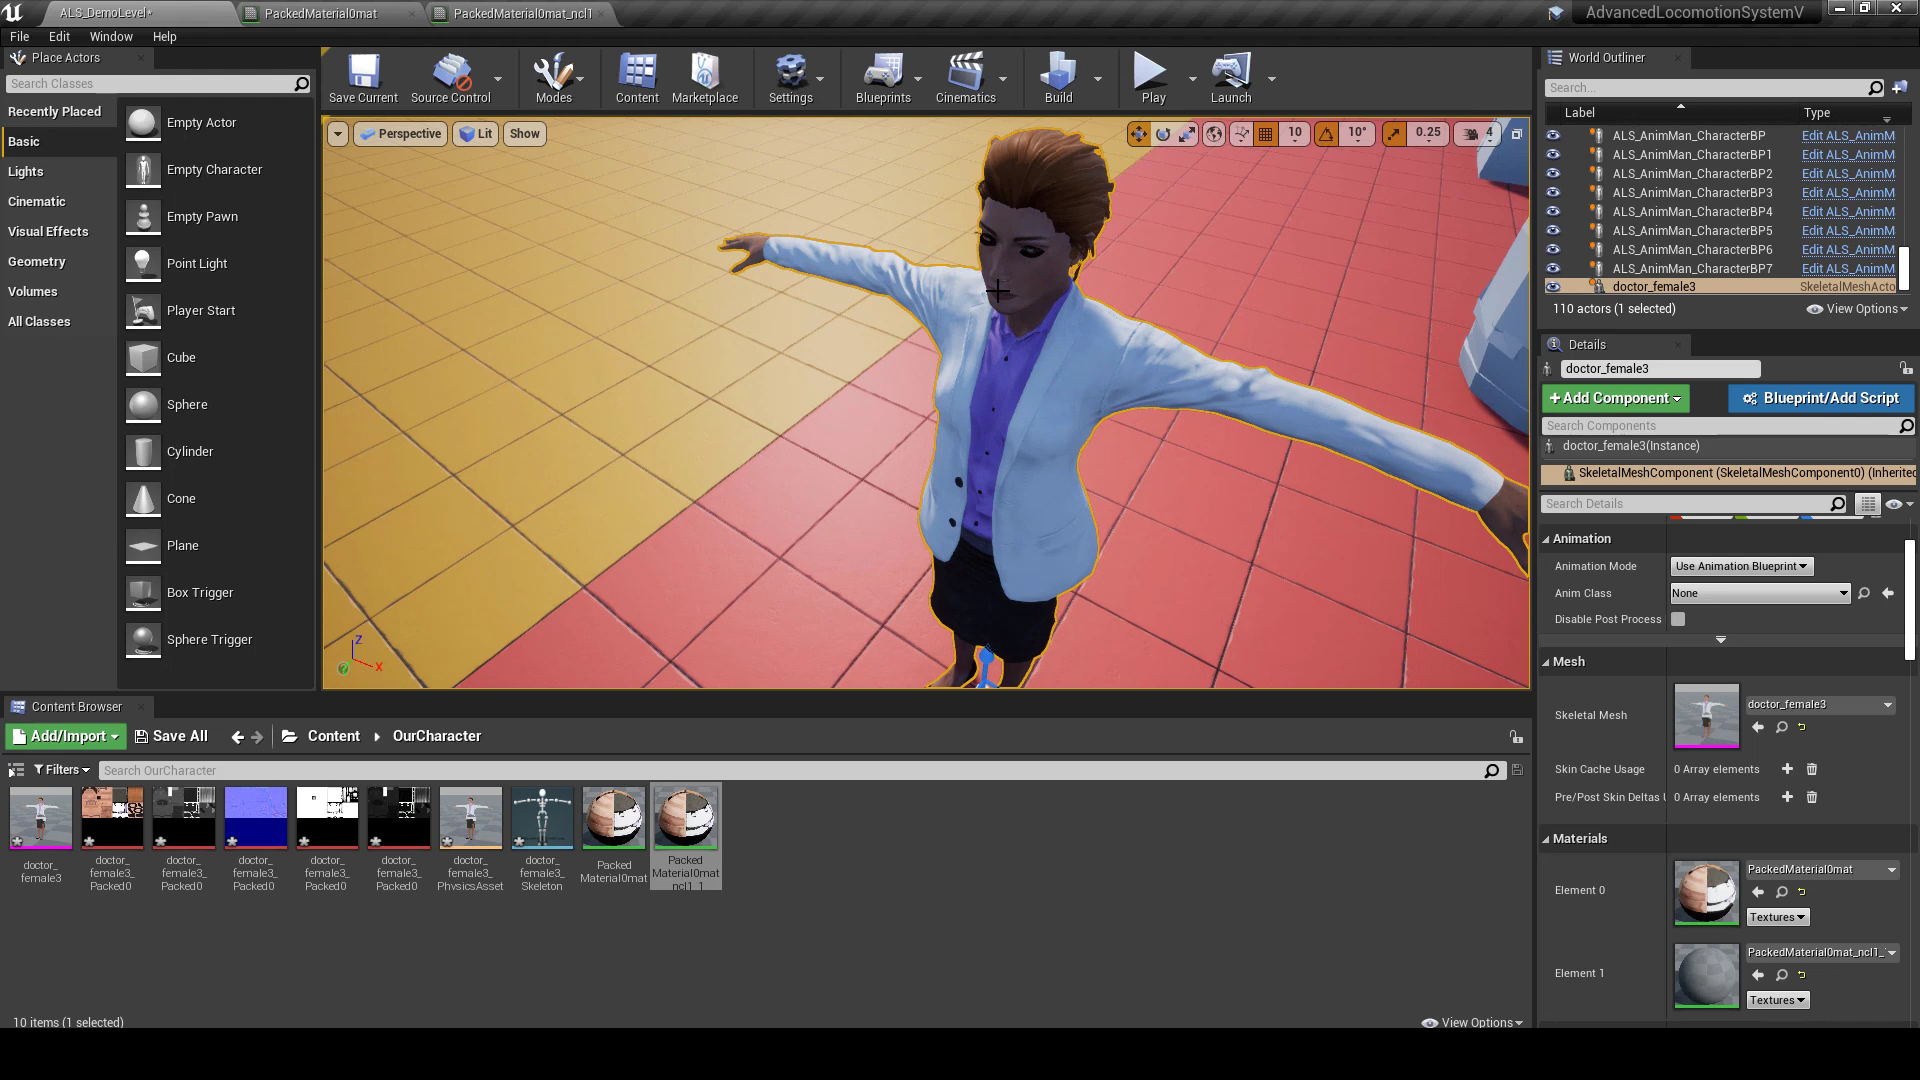 ALS_DemoLevel*
PackedMaterial0mat
PackedMaterial0mat_ncl1
AdvancedLocomotionSystemV
File Edit Window Help
Place Actors
Search Classes
Recently Placed
Basic
Lights
Cinematic
Visual Effects
Geometry
Volumes
All Classes
Empty Actor
Empty Character
Empty Pawn
Point Light
Player Start
Cube
Sphere
Cylinder
Cone
Plane
Box Trigger
Sphere Trigger
Save Current
Source Control
Modes
Content
Marketplace
Settings
Blueprints
Cinematics
Build
Play
Launch
Perspective
Lit
Show
10
10°
0.25
4
Z
X
World Outliner
Search...
Label
Type
ALS_AnimMan_CharacterBP Edit ALS_AnimM
ALS_AnimMan_CharacterBP1 Edit ALS_AnimM
ALS_AnimMan_CharacterBP2 Edit ALS_AnimM
ALS_AnimMan_CharacterBP3 Edit ALS_AnimM
ALS_AnimMan_CharacterBP4 Edit ALS_AnimM
ALS_AnimMan_CharacterBP5 Edit ALS_AnimM
ALS_AnimMan_CharacterBP6 Edit ALS_AnimM
ALS_AnimMan_CharacterBP7 Edit ALS_AnimM
doctor_female3 SkeletalMeshActo
110 actors (1 selected)
View Options
Details
doctor_female3
+Add Component
Blueprint/Add Script
Search Components
doctor_female3(Instance)
SkeletalMeshComponent (SkeletalMeshComponent0) (Inherited
Search Details
Animation
Animation Mode
Use Animation Blueprint
Anim Class
None
Disable Post Process
Mesh
Skeletal Mesh
doctor_female3
Skin Cache Usage
0 Array elements
Pre/Post Skin Deltas U
0 Array elements
Materials
Element 0
PackedMaterial0mat
Textures
Element 1
PackedMaterial0mat_ncl1_
Textures
Content Browser
Add/Import
Save All
Content
OurCharacter
Filters
Search OurCharacter
doctor_
female3
doctor_
female3_
Packed0
doctor_
female3_
Packed0
doctor_
female3_
Packed0
doctor_
female3_
Packed0
doctor_
female3_
Packed0
doctor_
female3_
PhysicsAsset
doctor_
female3_
Skeleton
Packed
Material0mat
Packed
Material0mat_
ncl1_1
10 items (1 selected)
View Options